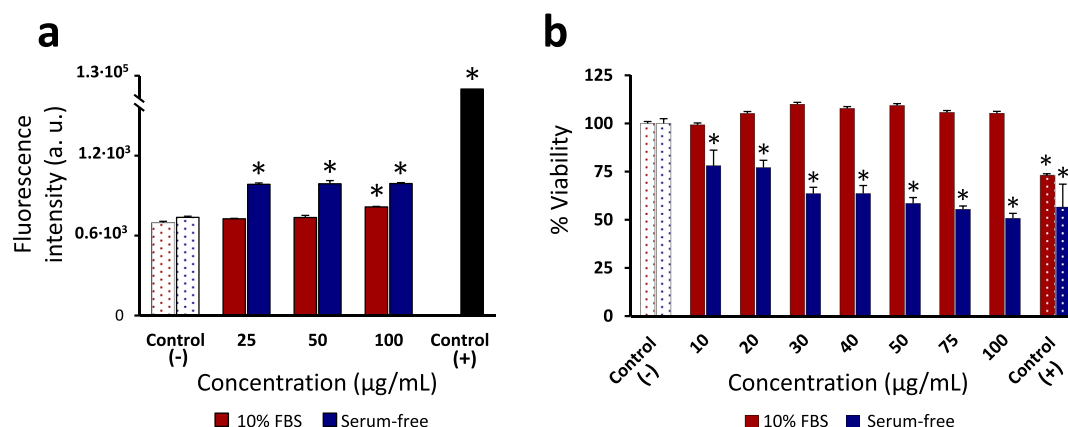 a
Fluorescence
intensity (a. u.)
1.3·10⁵
1.2·10³
0.6·10³
0
* * * * *
Control
(-)
25
50
100
Control
(+)
Concentration (µg/mL)
10% FBS
Serum-free
b
% Viability
125
100
75
50
25
0
* * * * * * * * *
Control
(-)
10
20
30
40
50
75
100
Control
(+)
Concentration (µg/mL)
10% FBS
Serum-free